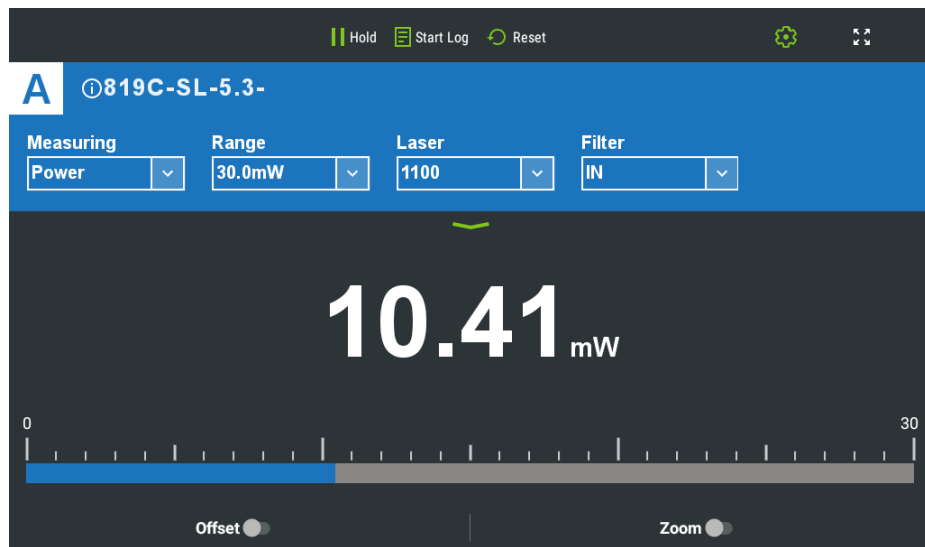 Hold Start Log Reset
A ⓘ819C-SL-5.3-
Measuring Range Laser Filter
Power 30.0mW 1100 IN
10.41 mW
0 30
Offset Zoom